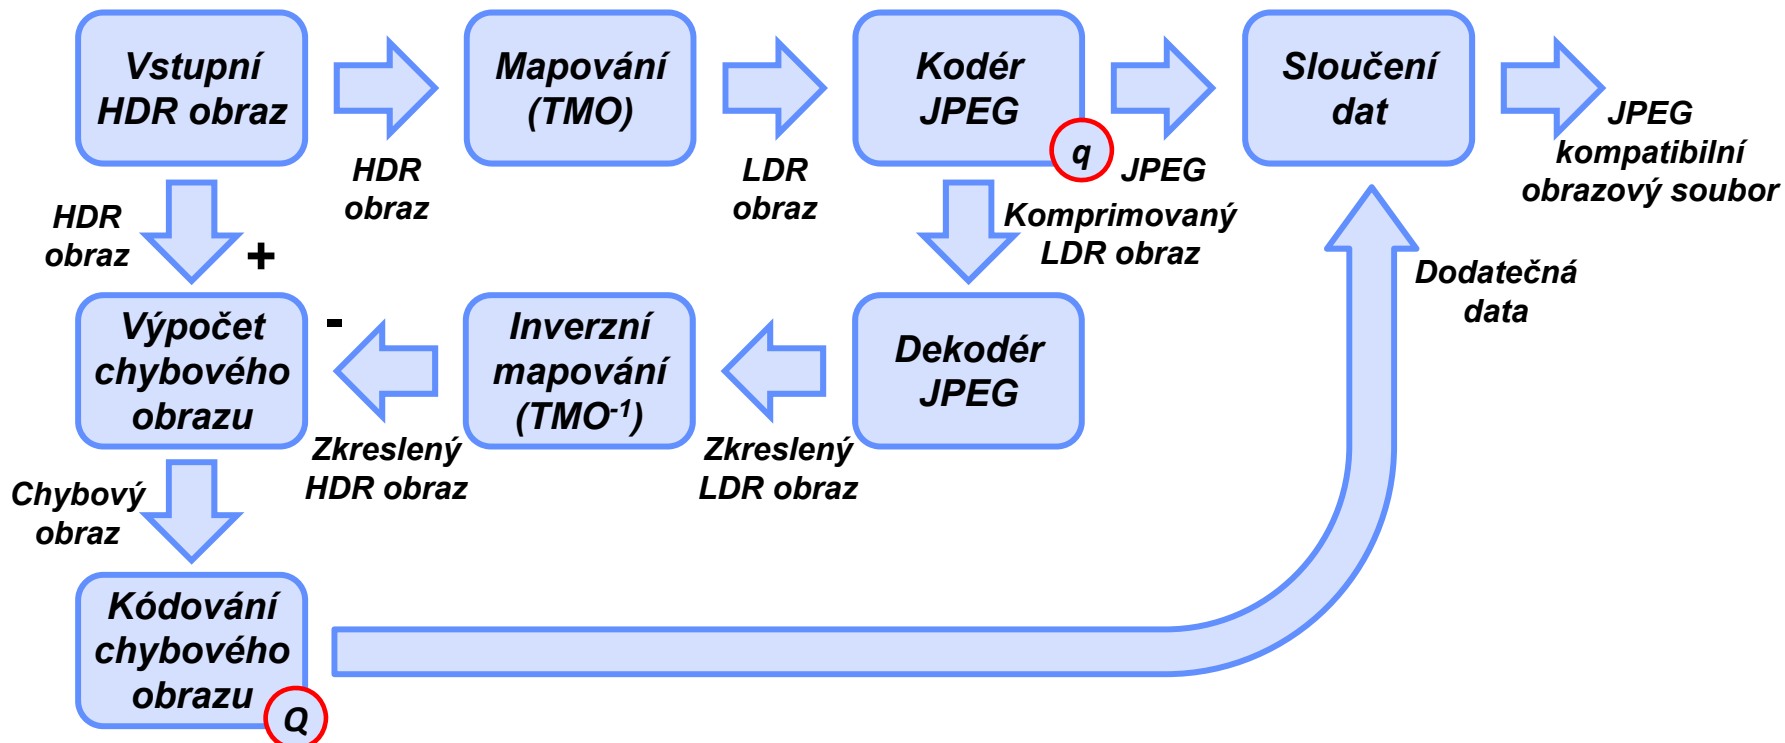 Vstupní
HDR obraz
HDR
obraz
Mapování
(TMO)
LDR
obraz
Kodér
JPEG
q
JPEG
Sloučení
dat
JPEG
kompatibilní
obrazový soubor
HDR
obraz
+
Komprimovaný
LDR obraz
Dodatečná
data
Výpočet
chybového
obrazu
-
Inverzní
mapování
(TMO⁻¹)
Dekodér
JPEG
Zkreslený
HDR obraz
Zkreslený
LDR obraz
Chybový
obraz
Kódování
chybového
obrazu
Q